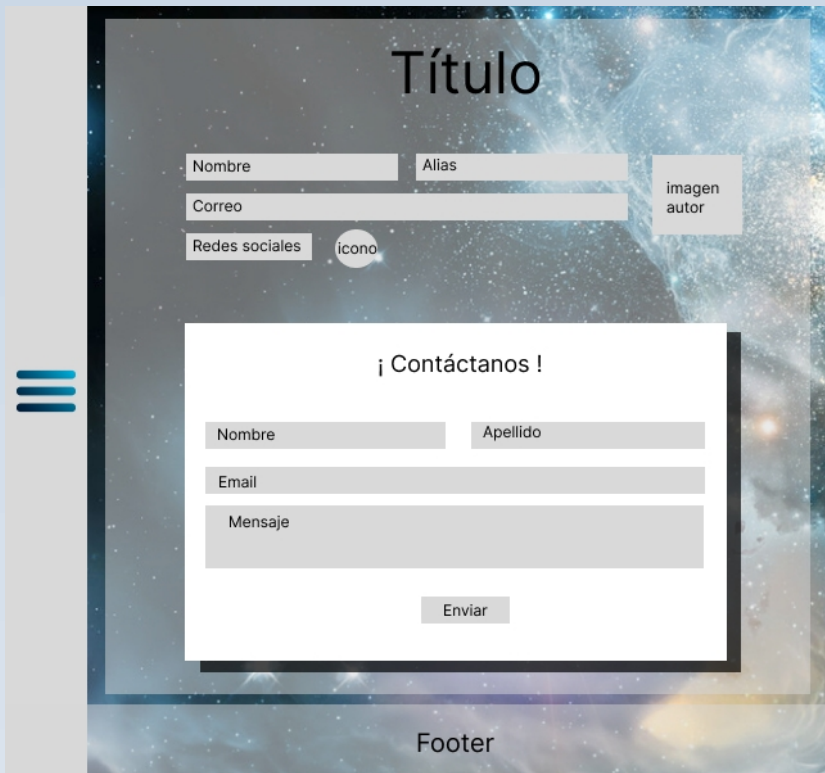 Título
Nombre
Alias
imagen
autor
Correo
Redes sociales
icono
¡ Contáctanos !
Nombre
Apellido
Email
Mensaje
Enviar
Footer